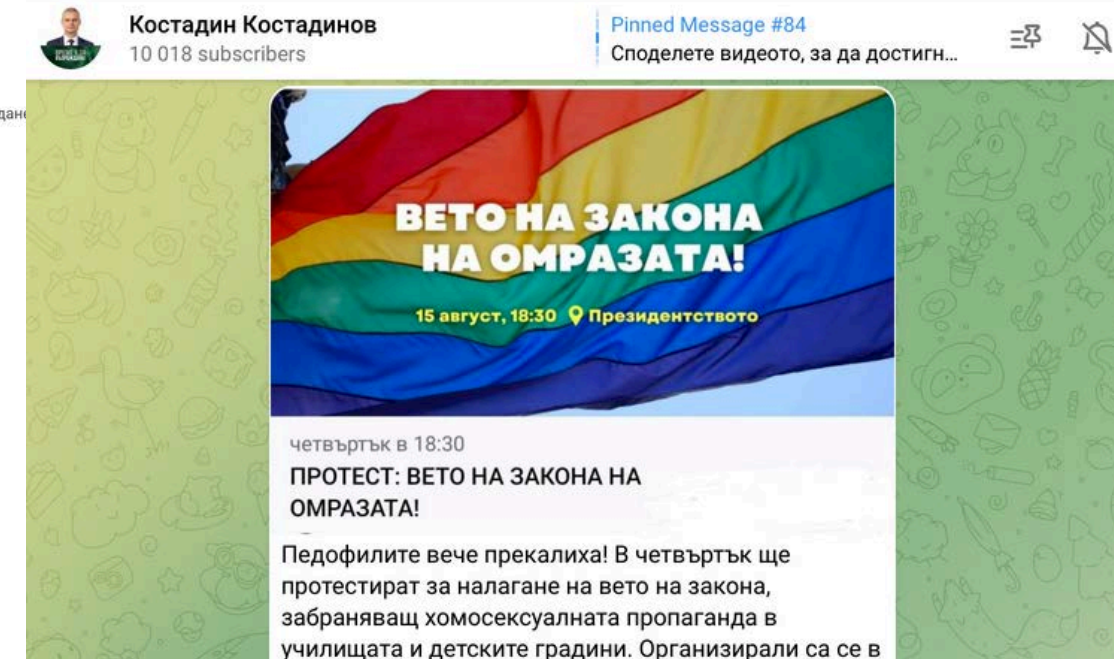 Костадин Костадинов
10 018 subscribers
Pinned Message #84
Споделете видеото, за да достигн...
ВЕТО НА ЗАКОНА
НА ОМРАЗАТА!
15 август, 18:30 Президентството
четвъртък в 18:30
ПРОТЕСТ: ВЕТО НА ЗАКОНА НА
ОМРАЗАТА!
Педофилите вече прекалиха! В четвъртък ще
протестират за налагане на вето на закона,
забраняващ хомосексуалната пропаганда в
училищата и детските градини. Организирали са се в